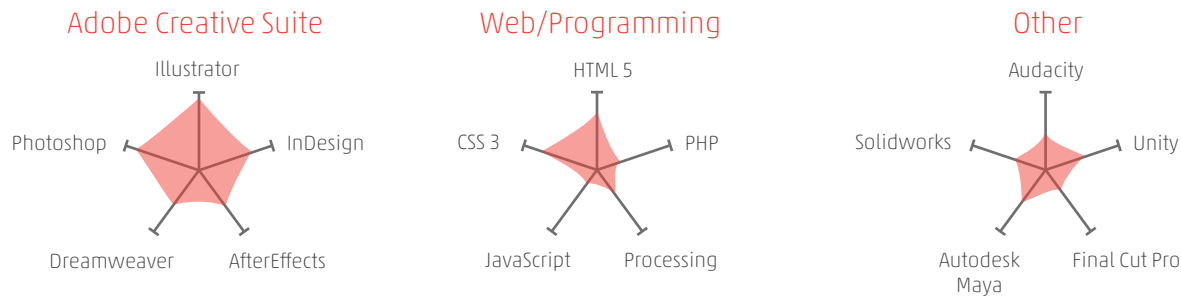 Adobe Creative Suite
Illustrator
Photoshop
InDesign
Dreamweaver
AfterEffects
Web/Programming
HTML 5
CSS 3
PHP
JavaScript
Processing
Other
Audacity
Solidworks
Unity
Autodesk
Maya
Final Cut Pro